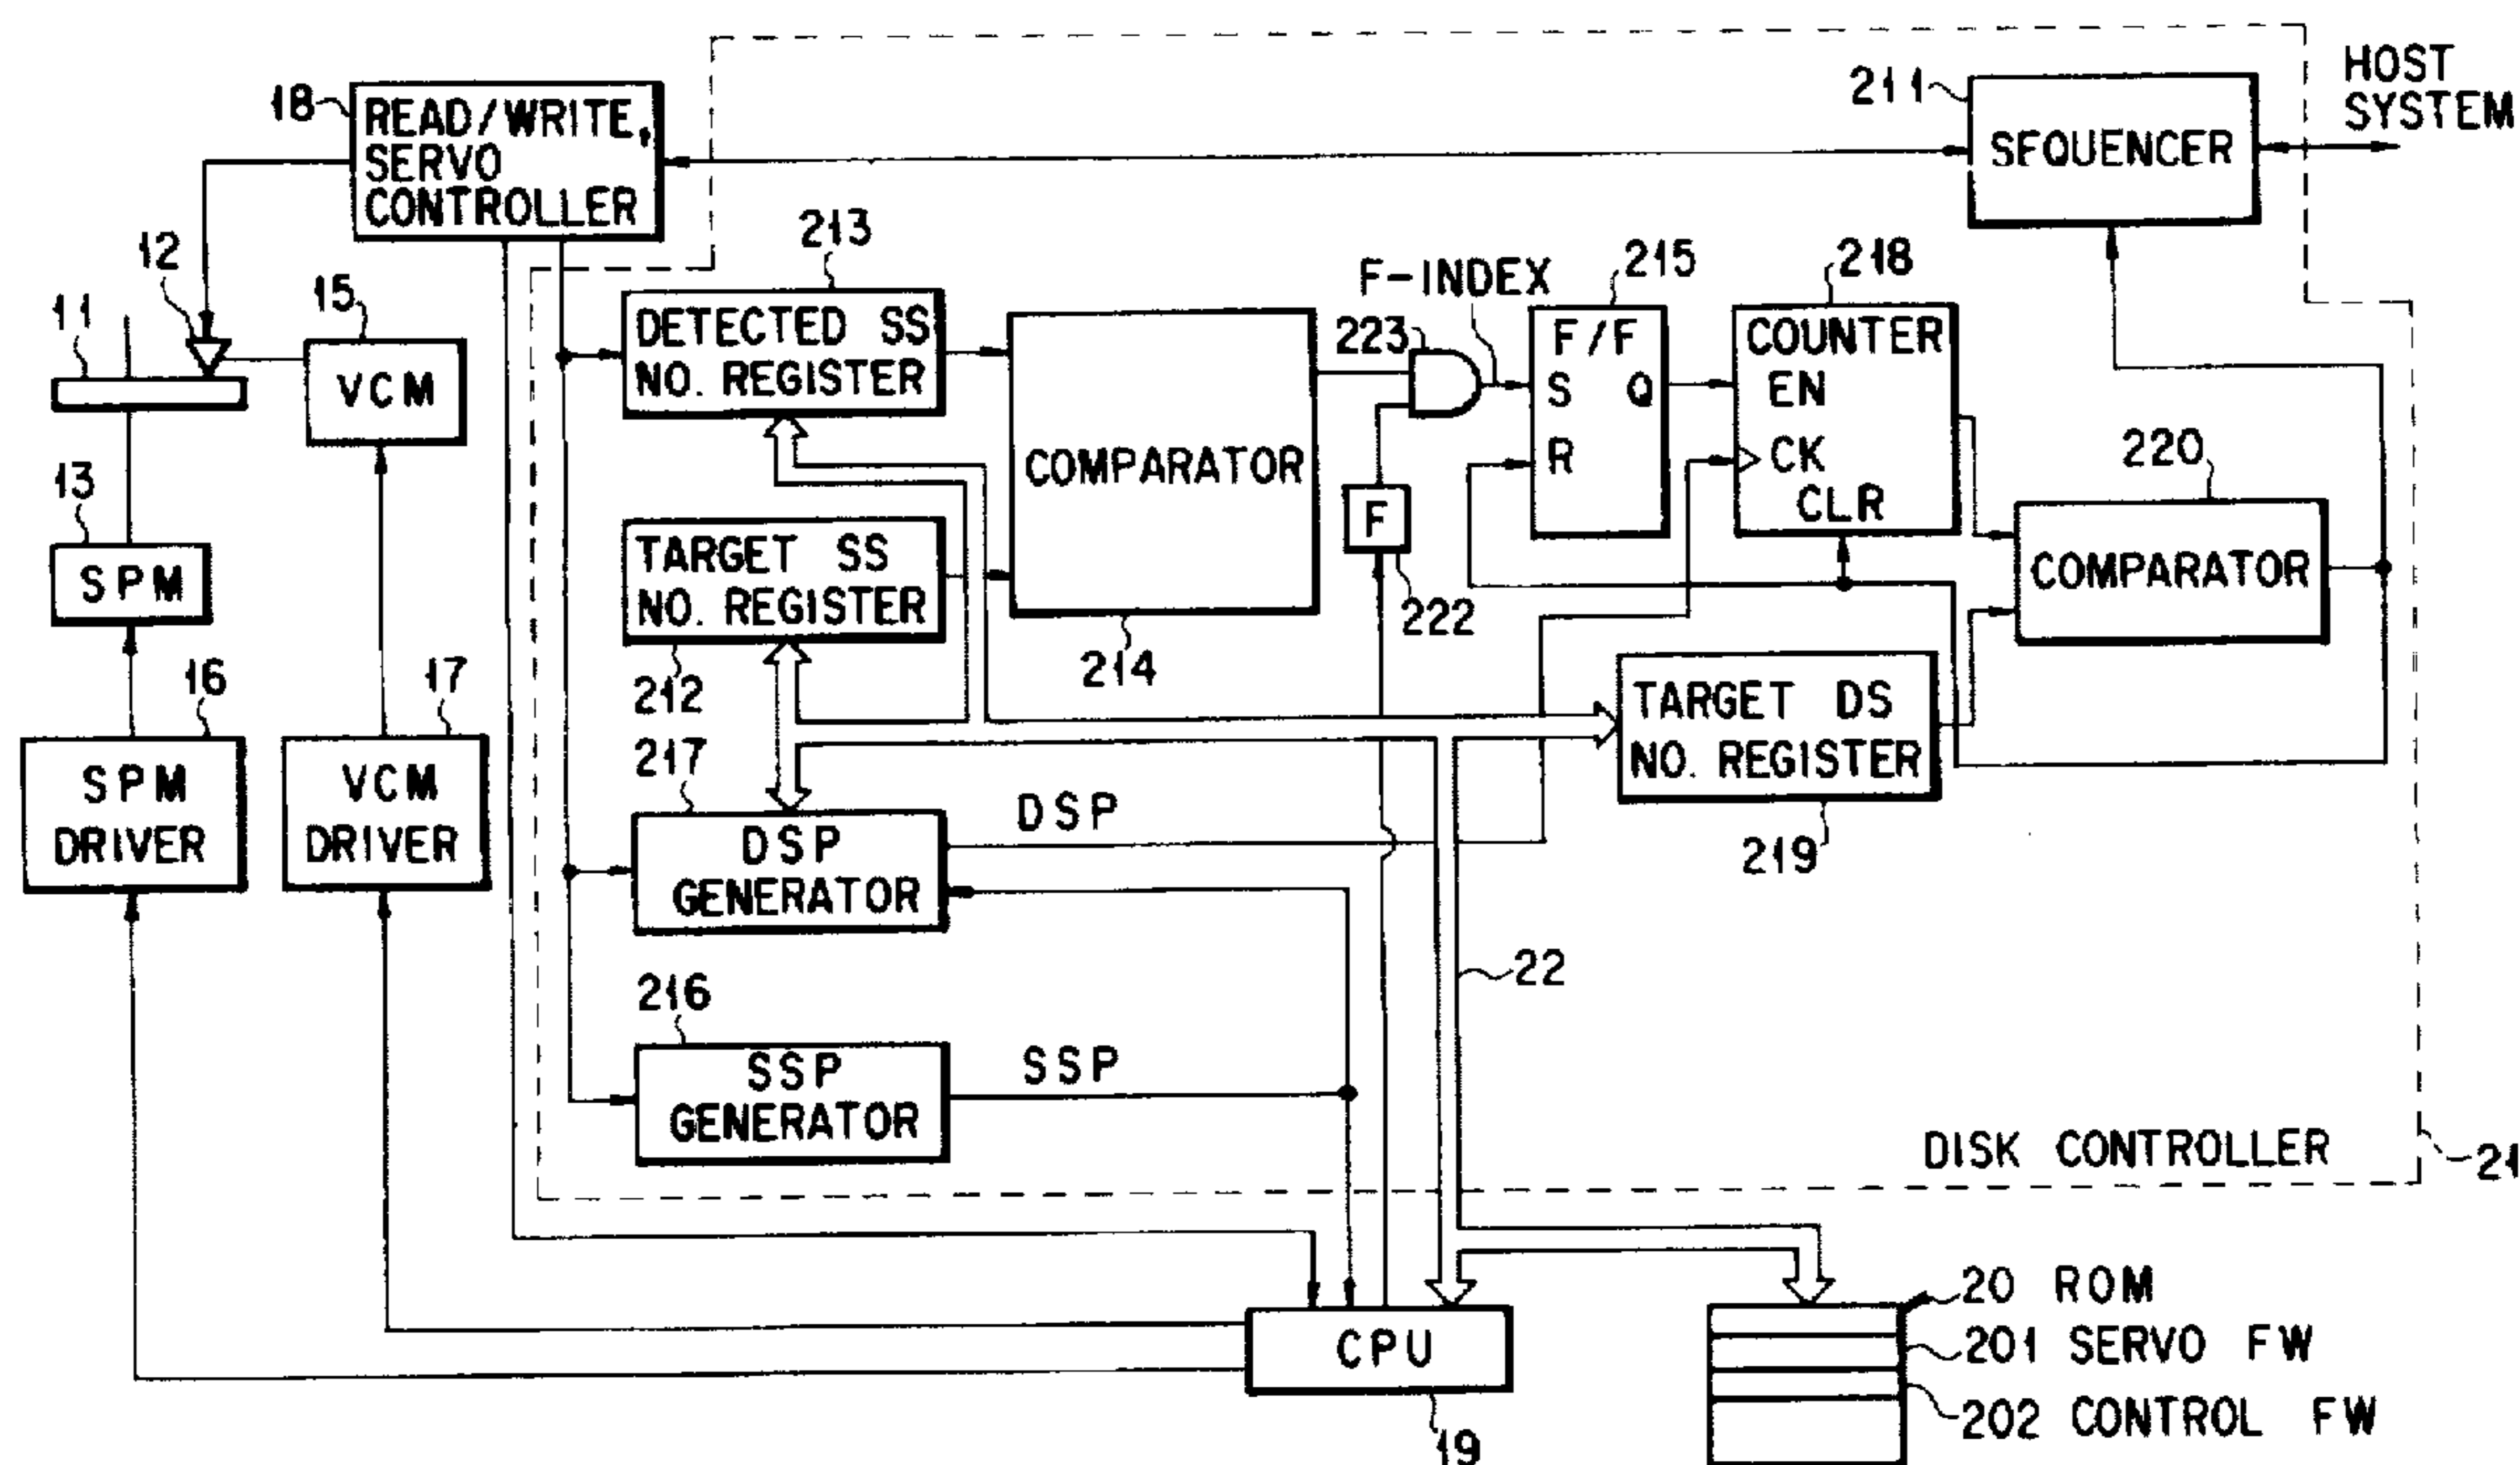 HOST
SYSTEM
211
SEQUENCER
18
READ/WRITE,
SERVO
CONTROLLER
213
12
11
15
VCM
DETECTED SS
NO. REGISTER
COMPARATOR
214
F-INDEX
223
215
F/F
S Q
R
218
COUNTER
EN
CK
CLR
220
COMPARATOR
13
SPM
TARGET SS
NO. REGISTER
212
F
222
16
SPM
DRIVER
17
VCM
DRIVER
217
DSP
GENERATOR
DSP
TARGET DS
NO. REGISTER
219
22
216
SSP
GENERATOR
SSP
DISK CONTROLLER
21
CPU
19
20 ROM
201 SERVO FW
202 CONTROL FW